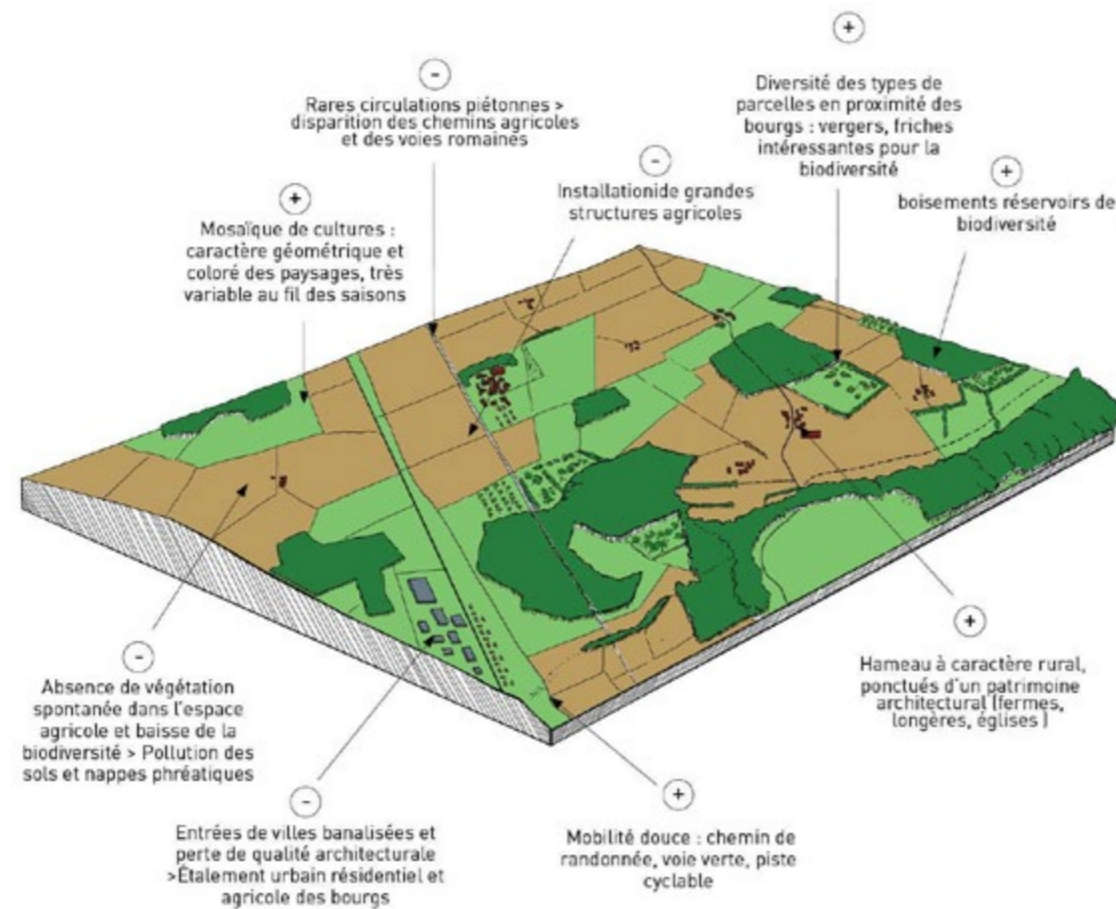 +
Diversité des types de
parcelles en proximité des
bourgs : vergers, friches
intéressantes pour la
biodiversité
-
Rares circulations piétonnes >
disparition des chemins agricoles
et des voies romaines
-
Installationide grandes
structures agricoles
+
boisements réservoirs de
biodiversité
+
Mosaïque de cultures :
caractère géométrique et
coloré des paysages, très
variable au fil des saisons
-
Absence de végétation
spontanée dans l'espace
agricole et baisse de la
biodiversité > Pollution des
sols et nappes phréatiques
+
Hameau à caractère rural,
ponctués d'un patrimoine
architectural (fermes,
longères, églises )
-
Entrées de villes banalisées et
perte de qualité architecturale
>Étalement urbain résidentiel et
agricole des bourgs
+
Mobilité douce : chemin de
randonnée, voie verte, piste
cyclable